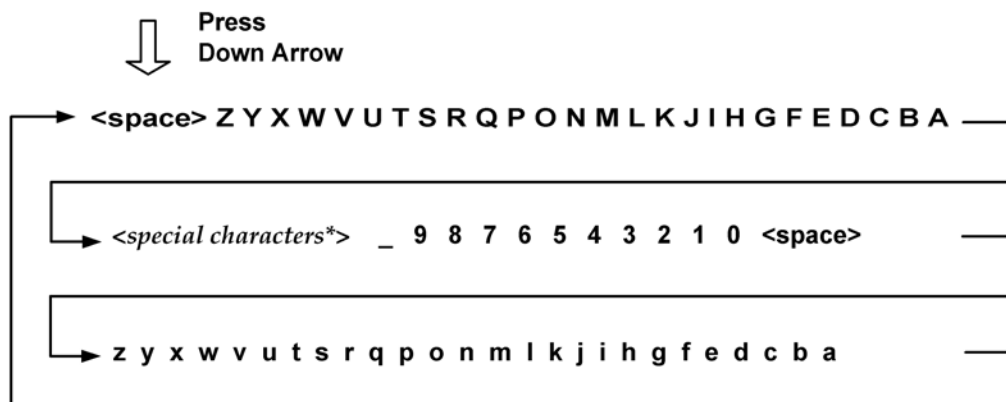 Press
Down Arrow
<space> Z Y X W V U T S R Q P O N M L K J I H G F E D C B A
<special characters*> _ 9 8 7 6 5 4 3 2 1 0 <space>
z y x w v u t s r q p o n m l k j i h g f e d c b a